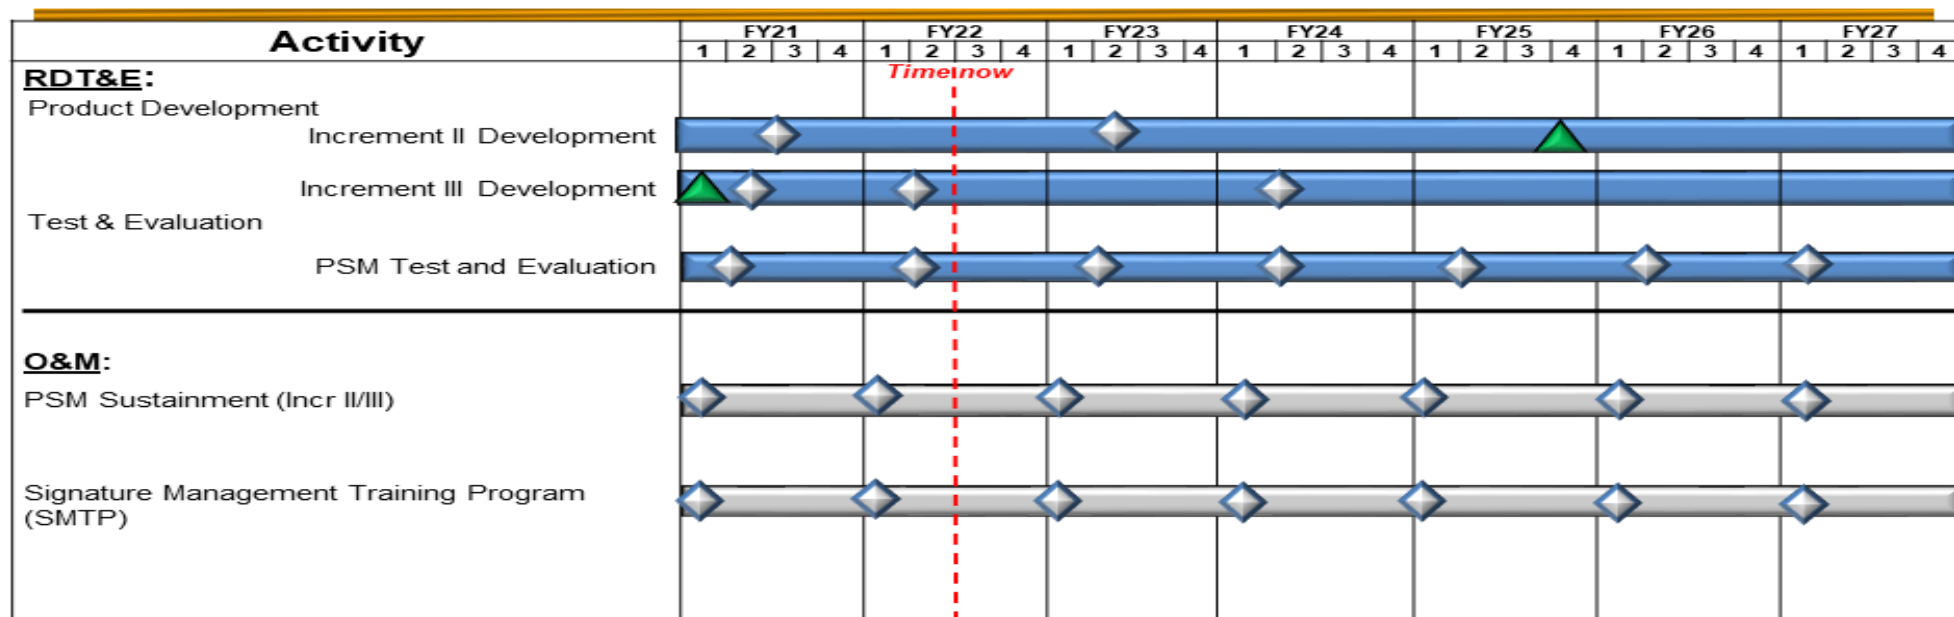 Activity
FY21 FY22 FY23 FY24 FY25 FY26 FY27
1 2 3 4 1 2 3 4 1 2 3 4 1 2 3 4 1 2 3 4 1 2 3 4 1 2 3 4
Time now
RDT&E:
Product Development
Increment II Development
Increment III Development
Test & Evaluation
PSM Test and Evaluation
O&M:
PSM Sustainment (Incr II/III)
Signature Management Training Program
(SMTP)